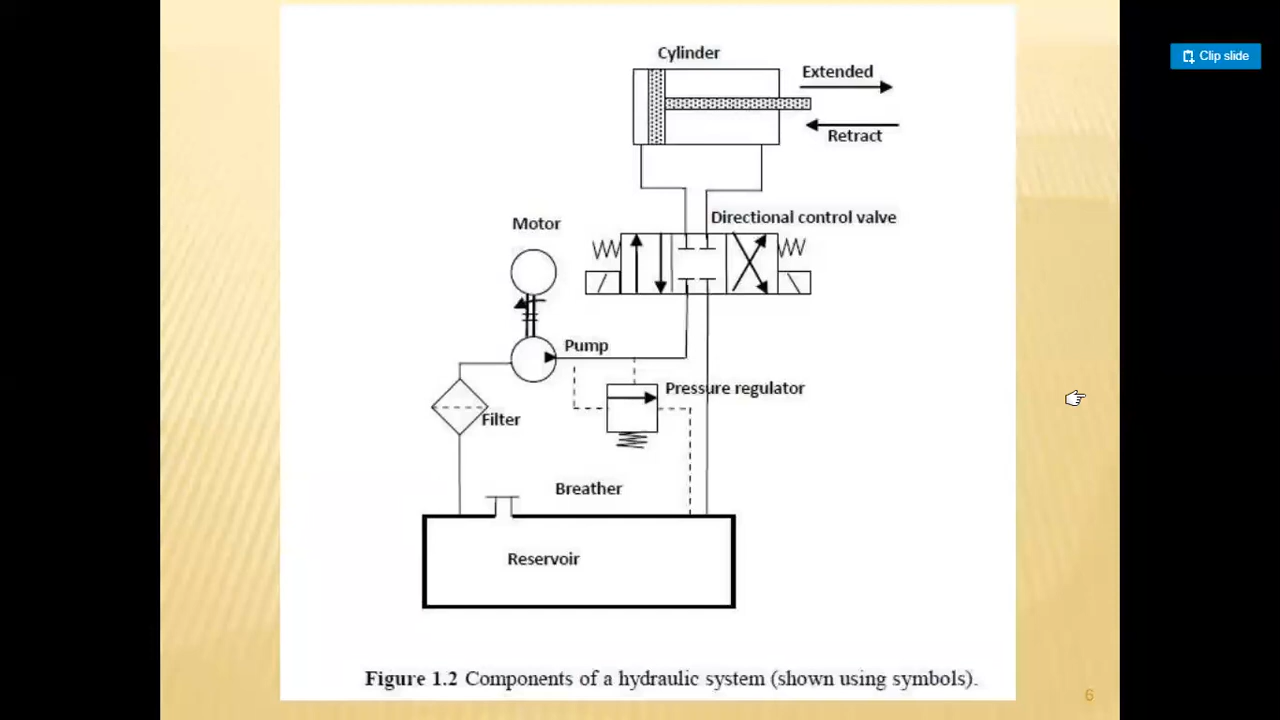 Clip slide
Cylinder
Extended
Retract
Directional control valve
Motor
Pump
Pressure regulator
Filter
Breather
Reservoir
Figure 1.2 Components of a hydraulic system (shown using symbols).
6